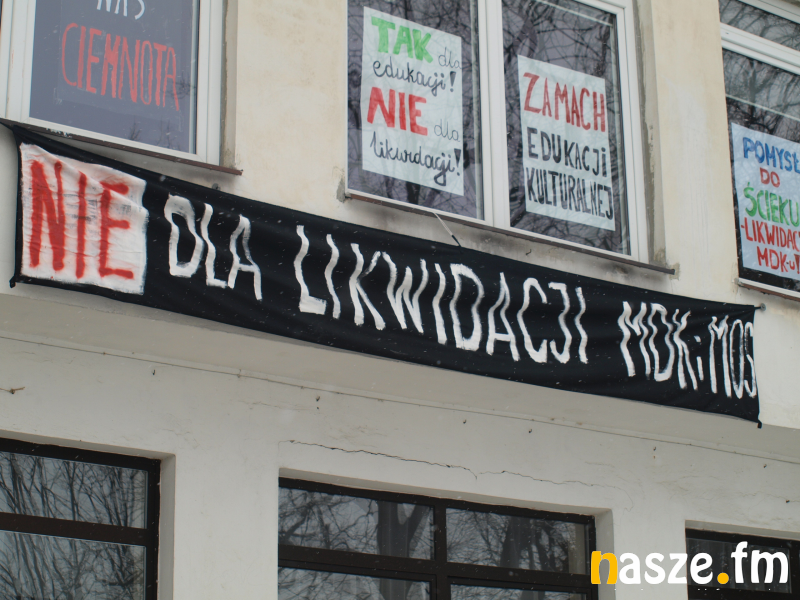 NAS
CIEMNOTA
TAK dla
edukacji!
NIE dla
likwidacji!
ZAMACH
EDUKACJI
KULTURALNEJ
POMYSŁ
DO
ŚCIEKU
-LIKWIDAC
MDK-u!
NIE DLA LIKWIDACJI MDK i MOS
nasze.fm